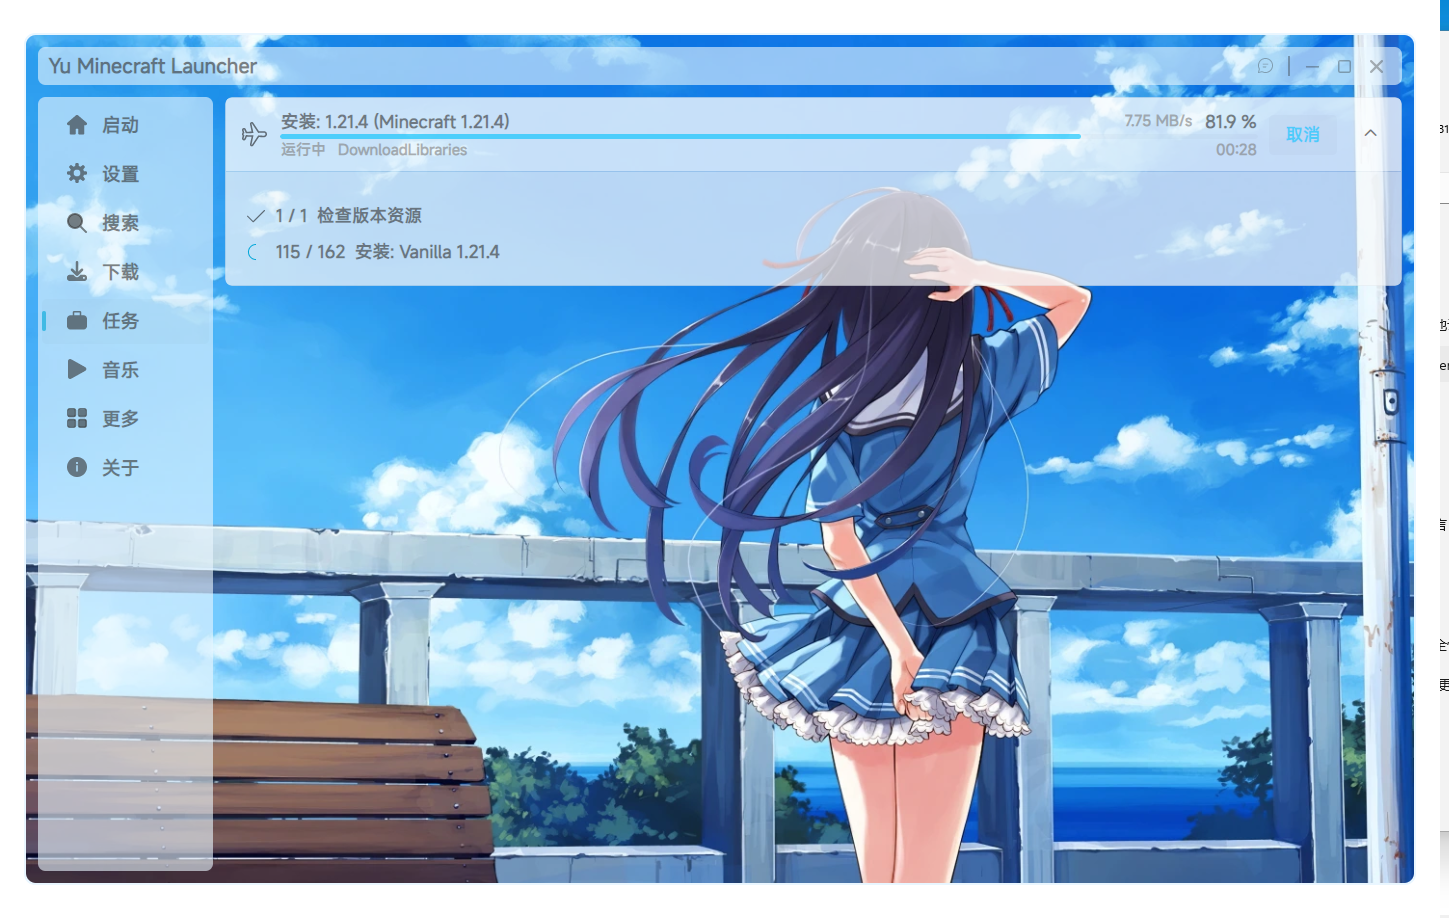 Yu Minecraft Launcher
启动
设置
搜索
下载
任务
音乐
更多
关于
安装: 1.21.4 (Minecraft 1.21.4)
7.75 MB/s 81.9 %
取消
运行中 DownloadLibraries
00:28
1 / 1 检查版本资源
115 / 162 安装: Vanilla 1.21.4